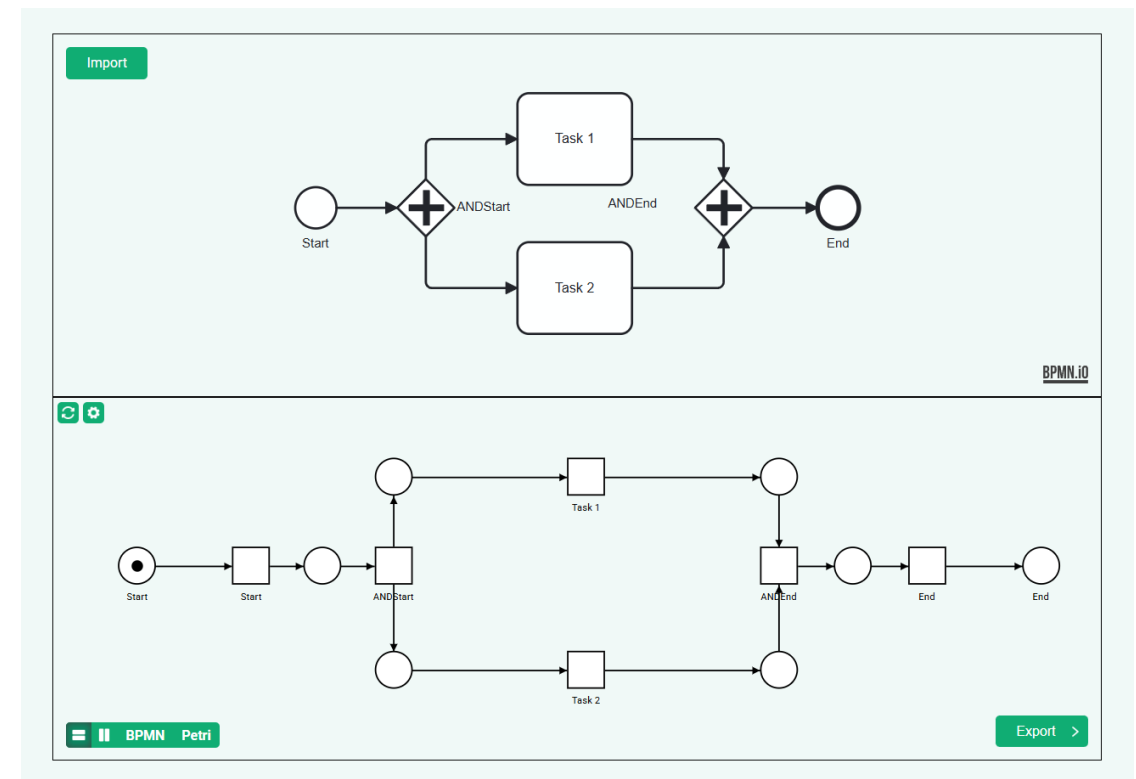 Import
Task 1
ANDStart
ANDEnd
Start
End
Task 2
BPMN.iO
Task 1
Start
Start
ANDStart
ANDEnd
End
End
Task 2
BPMN Petri
Export